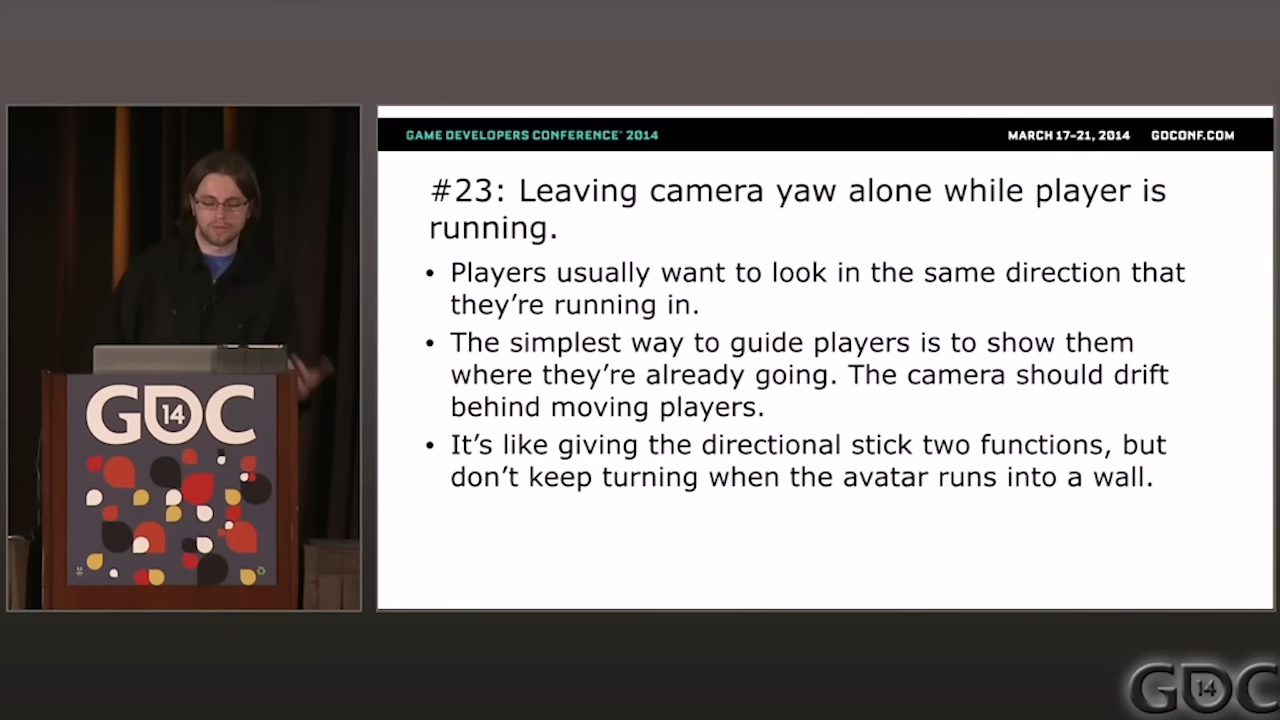 GAME DEVELOPERS CONFERENCE® 2014
MARCH 17-21, 2014 GDCONF.COM
#23: Leaving camera yaw alone while player is
running.
• Players usually want to look in the same direction that
they’re running in.
• The simplest way to guide players is to show them
where they’re already going. The camera should drift
behind moving players.
• It’s like giving the directional stick two functions, but
don’t keep turning when the avatar runs into a wall.
GDC
14
GDC
14